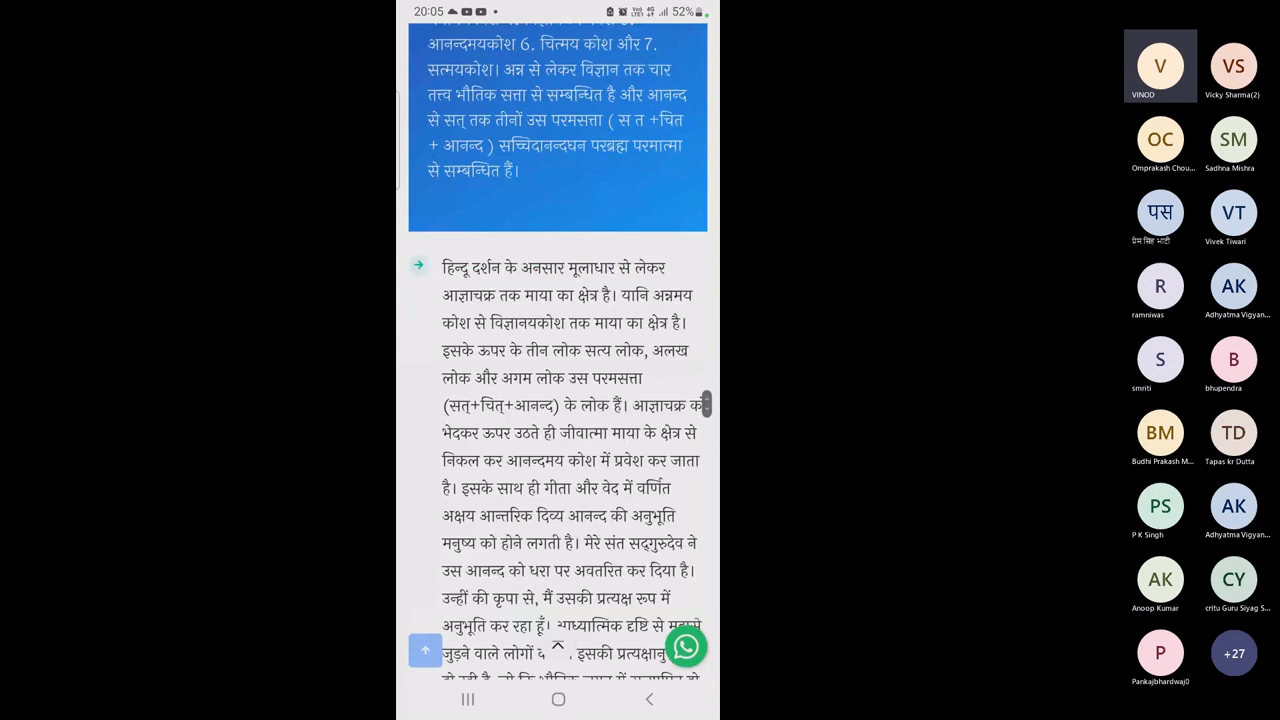 20:05
52%
आनन्दमयकोश 6. चित्मय कोश और 7.
सत्मयकोश। अन्न से लेकर विज्ञान तक चार
तत्त्व भौतिक सत्ता से सम्बन्धित है और आनन्द
से सत् तक तीनों उस परमसत्ता ( स त +चित
+ आनन्द ) सच्चिदानन्दघन परब्रह्म परमात्मा
से सम्बन्धित हैं।
हिन्दू दर्शन के अनसार मूलाधार से लेकर
आज्ञाचक्र तक माया का क्षेत्र है। यानि अन्नमय
कोश से विज्ञानयकोश तक माया का क्षेत्र है।
इसके ऊपर के तीन लोक सत्य लोक, अलख
लोक और अगम लोक उस परमसत्ता
(सत्+चित्+आनन्द) के लोक हैं। आज्ञाचक्र को
भेदकर ऊपर उठते ही जीवात्मा माया के क्षेत्र से
निकल कर आनन्दमय कोश में प्रवेश कर जाता
है। इसके साथ ही गीता और वेद में वर्णित
अक्षय आन्तरिक दिव्य आनन्द की अनुभूति
मनुष्य को होने लगती है। मेरे संत सद्‌गुरुदेव ने
उस आनन्द को धरा पर अवतरित कर दिया है।
उन्हीं की कृपा से, मैं उसकी प्रत्यक्ष रूप में
अनुभूति कर रहा हूँ। दृष्टि से
जुड़ने वाले लोगों इसकी
V
VINOD
VS
Vicky Sharma(2)
OC
Omprakash Chou...
SM
Sadhna Mishra
पस
प्रेम सिंह भाटी
VT
Vivek Tiwari
R
ramniwas
AK
Adhyatma Vigyan...
S
smriti
B
bhupendra
BM
Budhi Prakash M...
TD
Tapas kr Dutta
PS
P K Singh
AK
Adhyatma Vigyan...
AK
Anoop Kumar
CY
critu Guru Siyag S...
P
Pankajbhardwaj0
+27